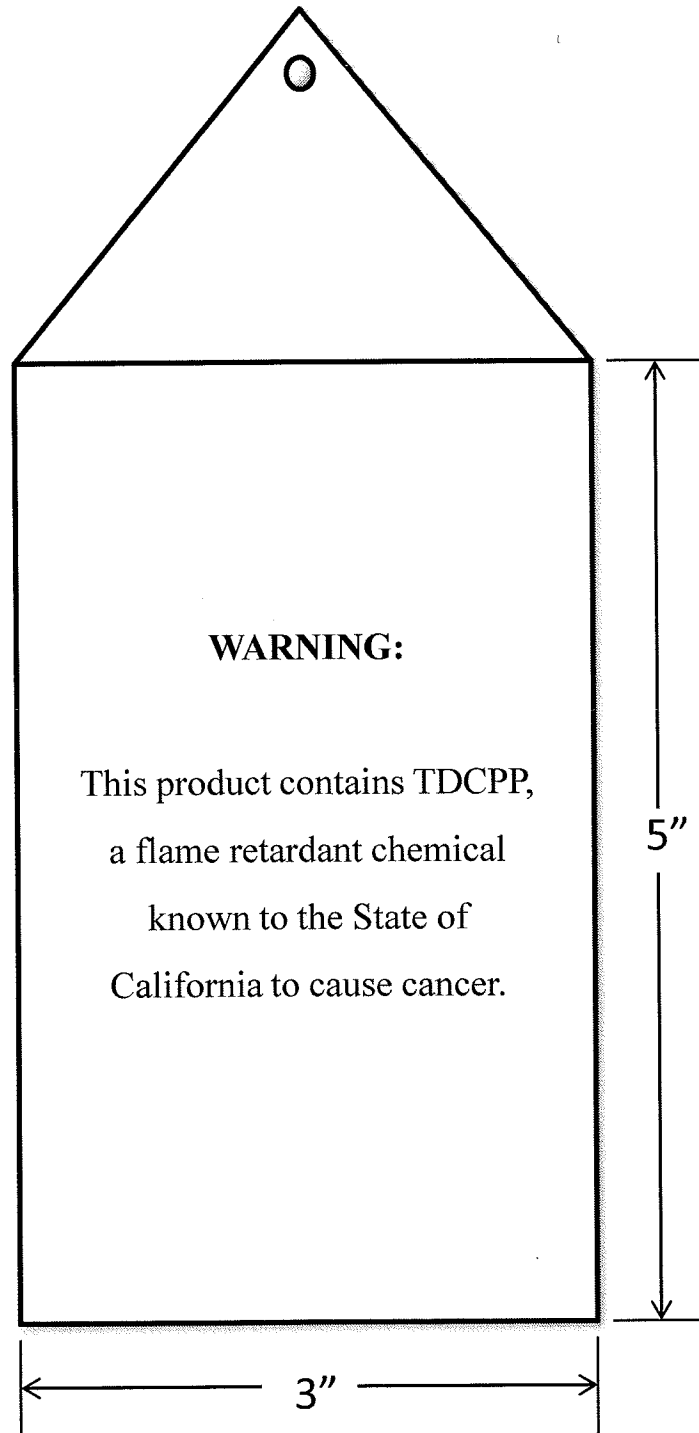 WARNING:
This product contains TDCPP,
a flame retardant chemical
known to the State of
California to cause cancer.
5”
3”